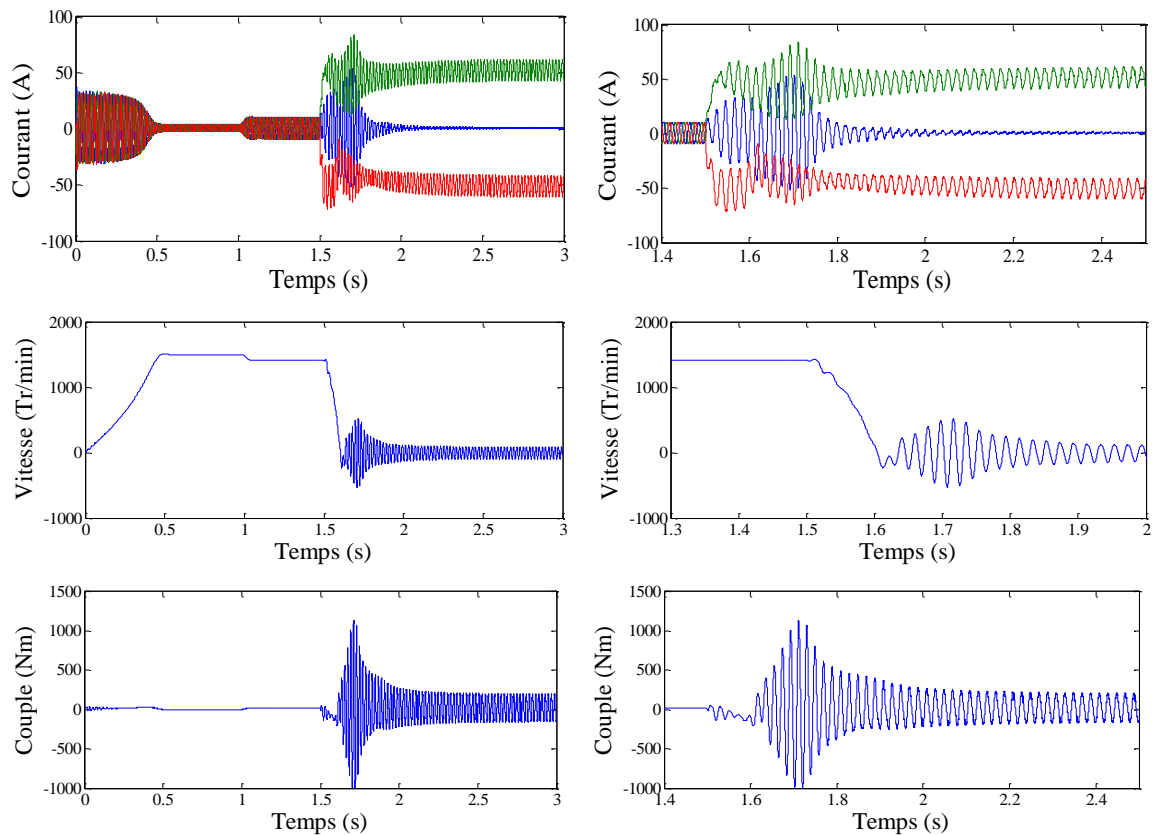 Courant (A)
100
50
0
-50
-100
0 0.5 1 1.5 2 2.5 3
Temps (s)
Courant (A)
100
50
0
-50
-100
1.4 1.6 1.8 2 2.2 2.4
Temps (s)
Vitesse (Tr/min)
2000
1000
0
-1000
0 0.5 1 1.5 2 2.5 3
Temps (s)
Vitesse (Tr/min)
2000
1000
0
-1000
1.3 1.4 1.5 1.6 1.7 1.8 1.9 2
Temps (s)
Couple (Nm)
1500
1000
500
0
-500
-1000
0 0.5 1 1.5 2 2.5 3
Temps (s)
Couple (Nm)
1500
1000
500
0
-500
-1000
1.4 1.6 1.8 2 2.2 2.4
Temps (s)